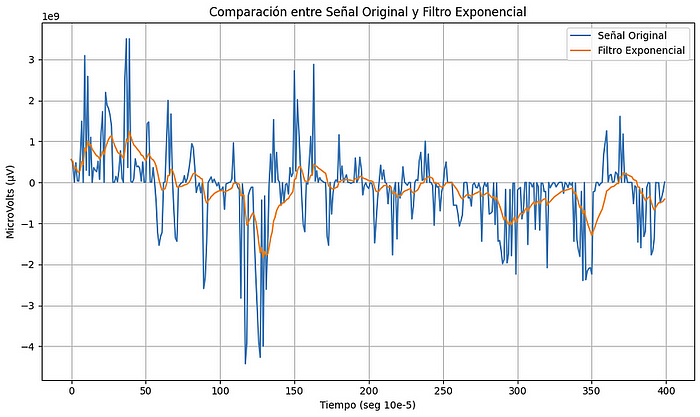 Comparación entre Señal Original y Filtro Exponencial
1e9
Señal Original
Filtro Exponencial
3
2
1
0
−1
−2
−3
−4
MicroVolts (μV)
0 50 100 150 200 250 300 350 400
Tiempo (seg 10e-5)